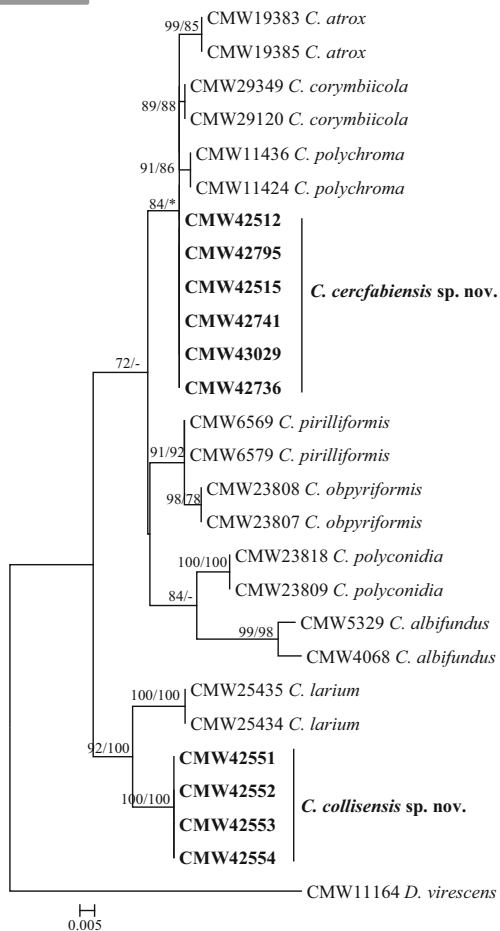 99/85
CMW19383 C. atrox
CMW19385 C. atrox
CMW29349 C. corymbiicola
89/88
CMW29120 C. corymbiicola
CMW11436 C. polychroma
91/86
CMW11424 C. polychroma
84/*
CMW42512
CMW42795
CMW42515
C. cercfabiensis sp. nov.
CMW42741
CMW43029
72/-
CMW42736
CMW6569 C. pirilliformis
91/92
CMW6579 C. pirilliformis
CMW23808 C. obpyriformis
98/78
CMW23807 C. obpyriformis
100/100
CMW23818 C. polyconidia
CMW23809 C. polyconidia
84/-
CMW5329 C. albifundus
99/98
CMW4068 C. albifundus
100/100
CMW25435 C. larium
CMW25434 C. larium
92/100
CMW42551
CMW42552
100/100
C. collisensis sp. nov.
CMW42553
CMW42554
CMW11164 D. virescens
0.005